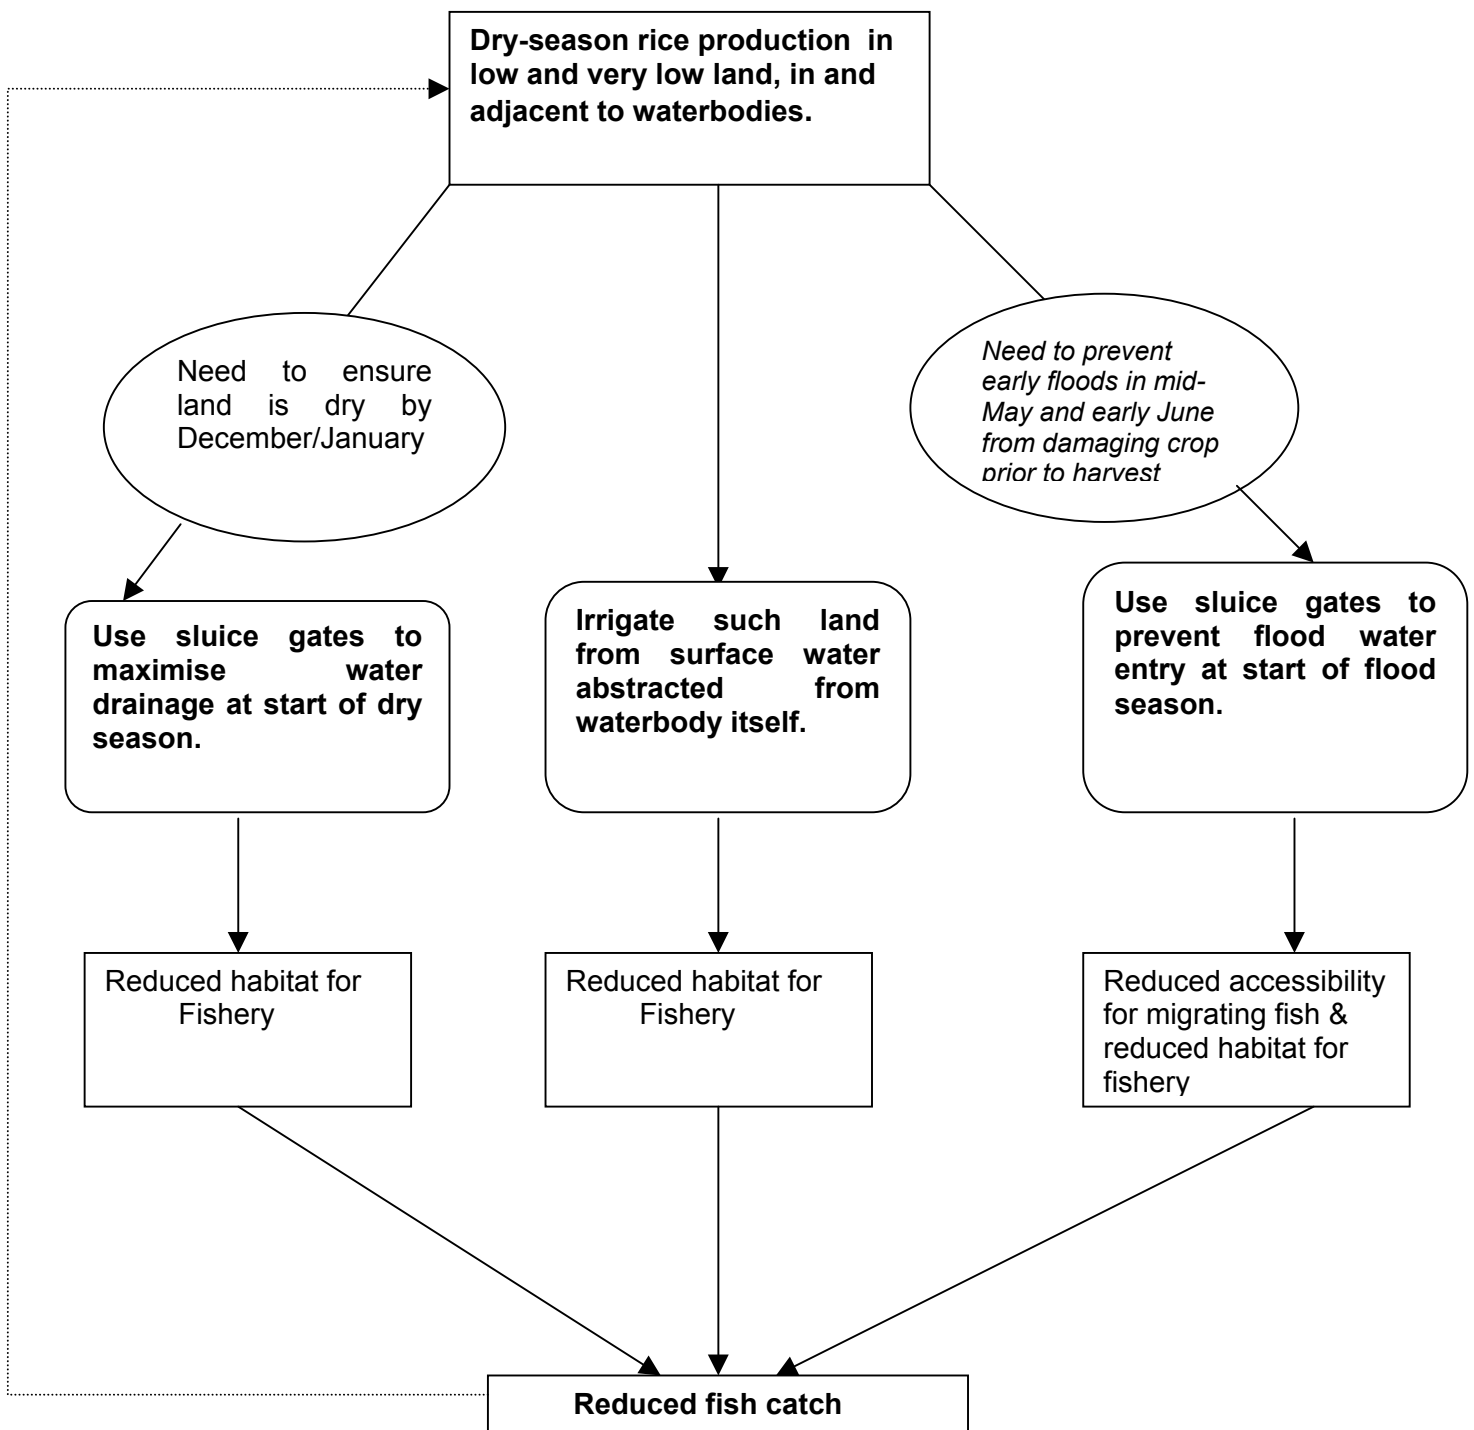 Dry-season rice production in
low and very low land, in and
adjacent to waterbodies.
Need to ensure
land is dry by
December/January
Need to prevent
early floods in mid-
May and early June
from damaging crop
prior to harvest
Use sluice gates to
maximise water
drainage at start of dry
season.
Irrigate such land
from surface water
abstracted from
waterbody itself.
Use sluice gates to
prevent flood water
entry at start of flood
season.
Reduced habitat for
Fishery
Reduced habitat for
Fishery
Reduced accessibility
for migrating fish &
reduced habitat for
fishery
Reduced fish catch